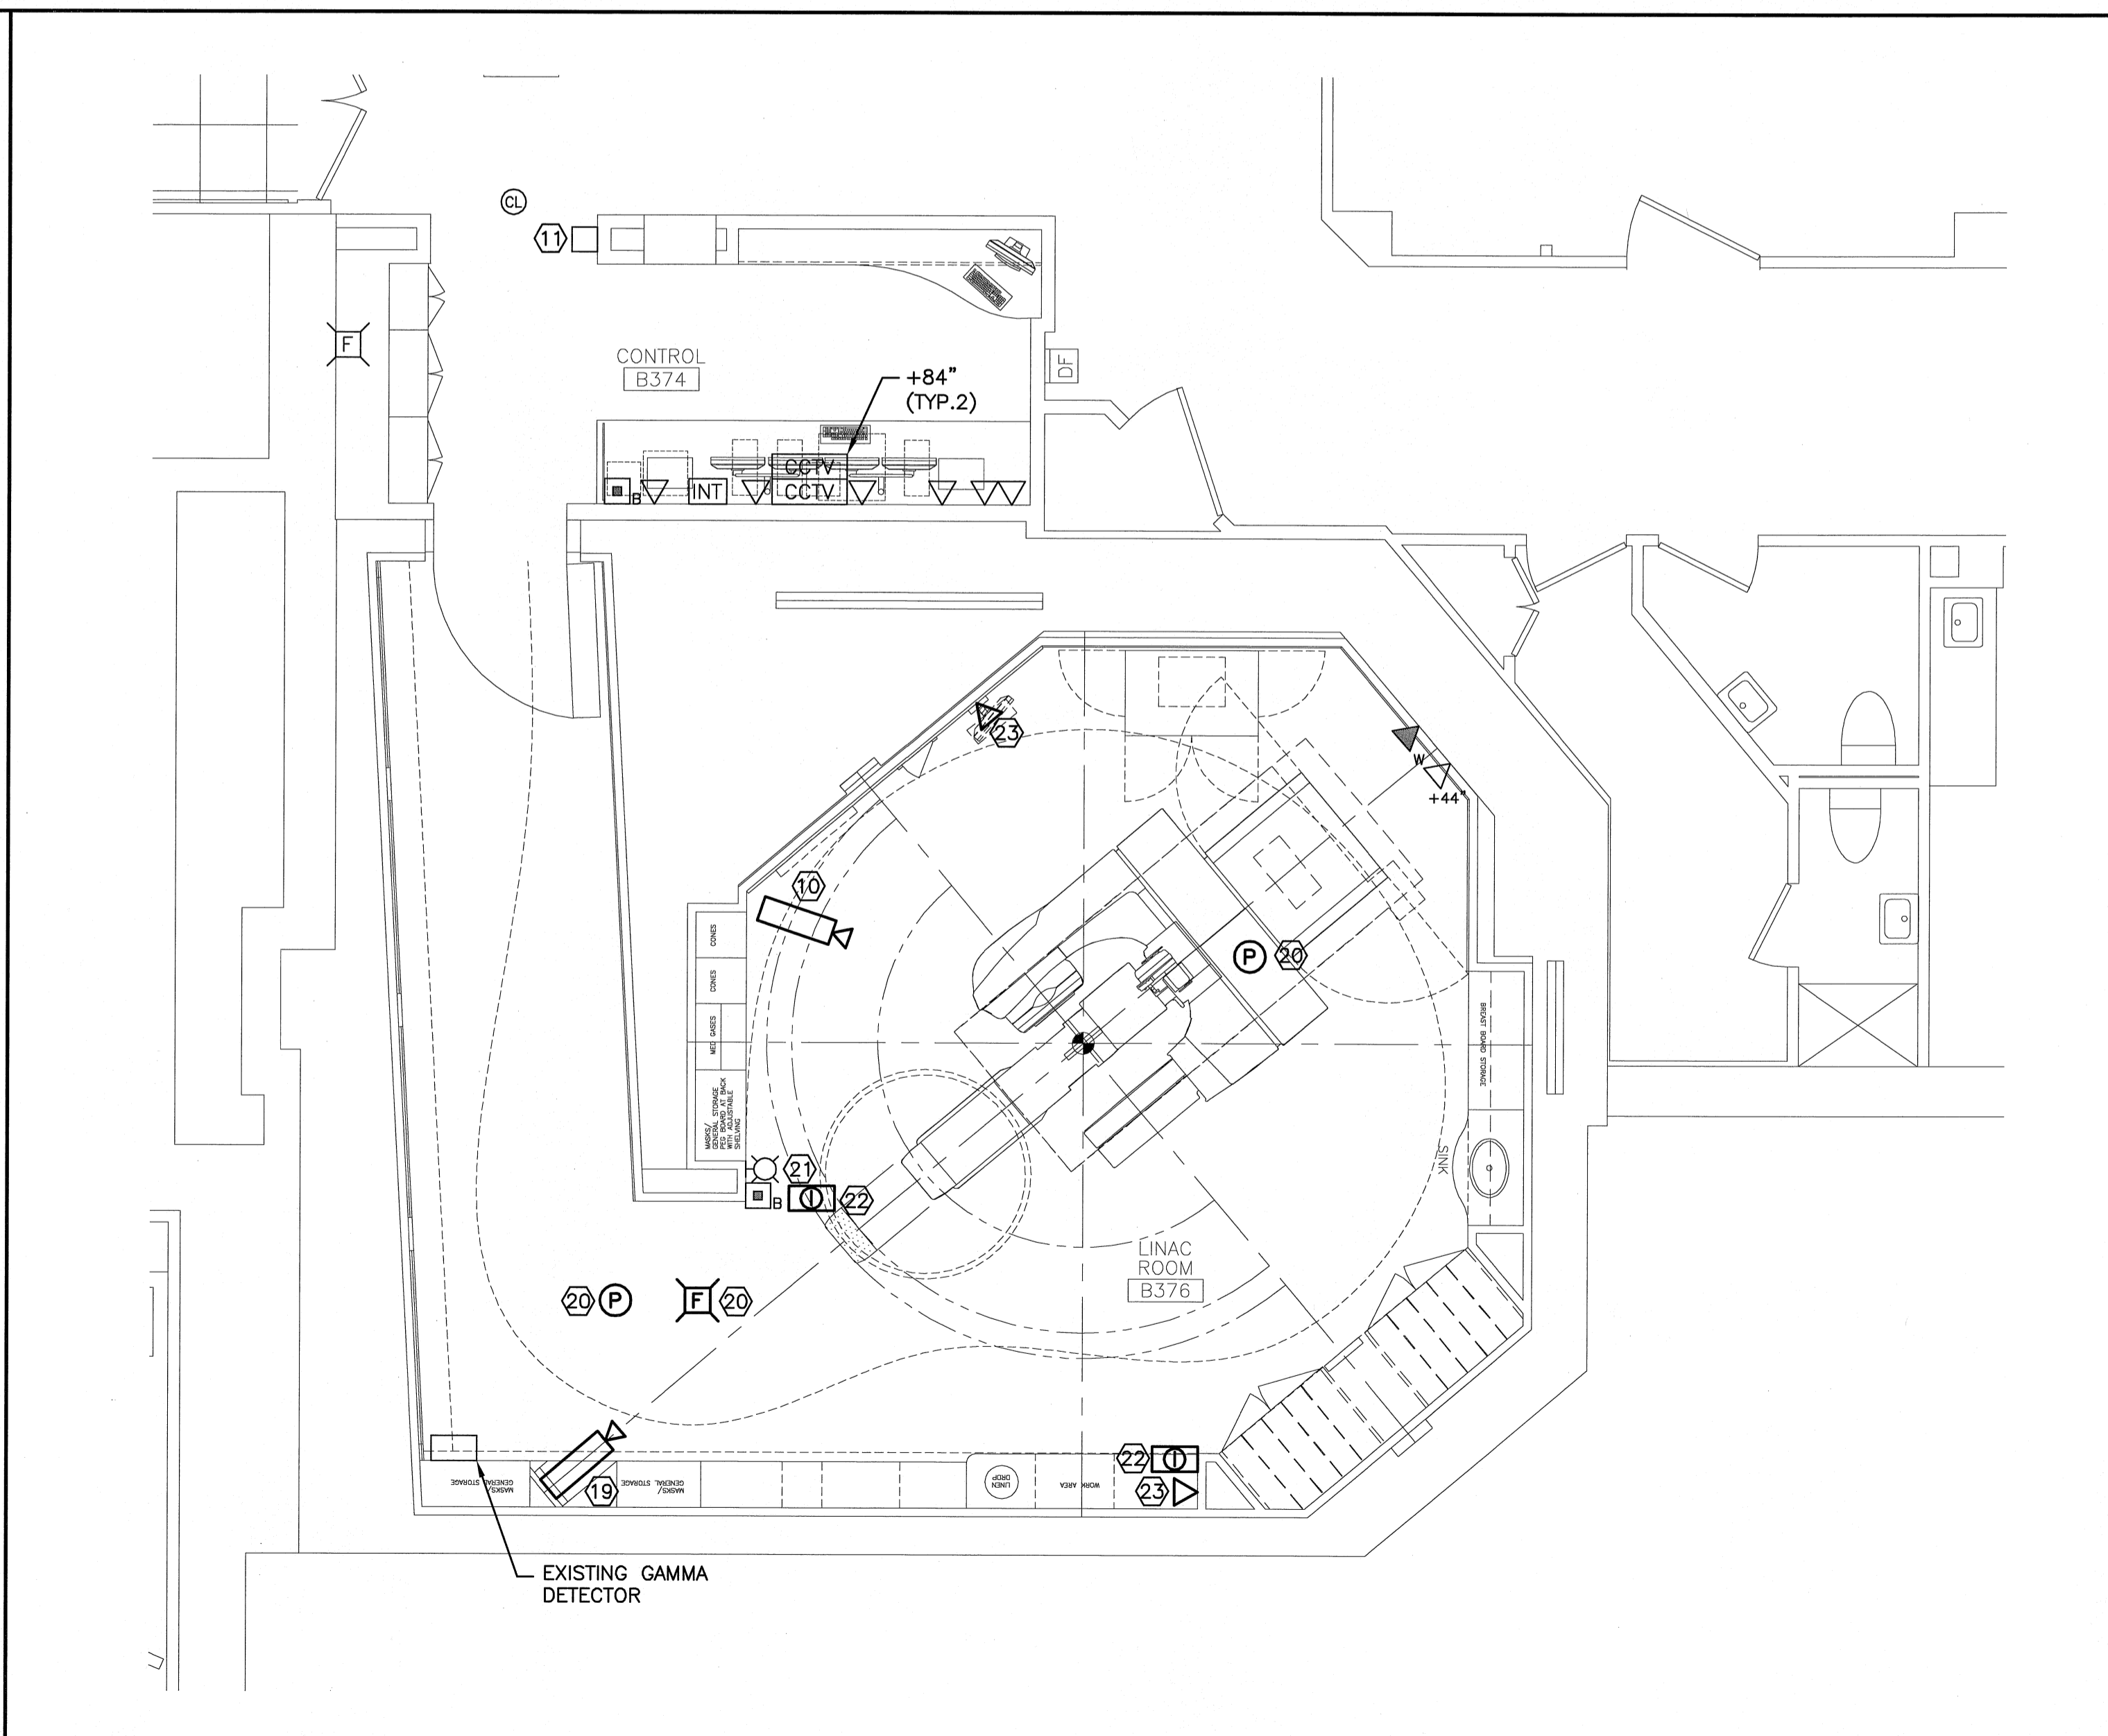 CL
11
F
CONTROL
B374
+84"
(TYP.2)
DF
CCTV
B
INT
CCTV
23
W
+44"
10
CONES
CONES
MED GASES
MASKS/
GENERAL STORAGE
PEG BOARD AT BACK
WITH ADJUSTABLE
SHELVING
P
20
BREAST BOARD STORAGE
SINK
21
B
22
LINAC
ROOM
B376
20
P
F
20
MASKS/
GENERAL STORAGE
19
MASKS/
GENERAL STORAGE
LINEN
DROP
WORK AREA
22
23
EXISTING GAMMA
DETECTOR